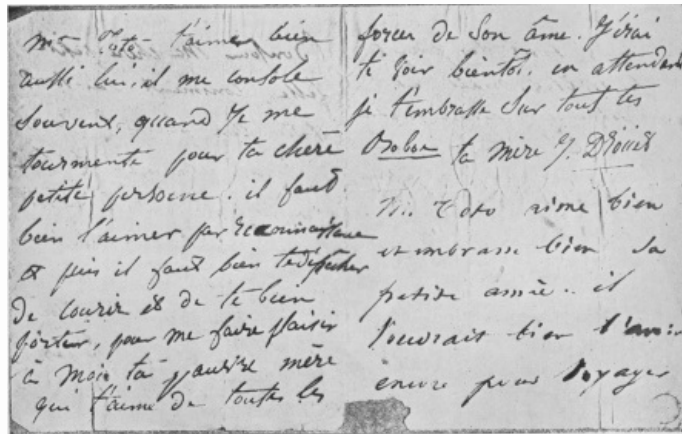 mr Toto t'aimer bien
aussi lui, il me console
souvent, quand je me
tourmente pour ta chère
petite personne. il faut
bien l'aimer par reconnaissance
et puis il faut bien te dépêcher
de courir et de te bien
porter, pour me faire plaisir
à moi ta pauvre mère
qui t'aime de toutes les
forces de son âme. J'irai
te voir bientôt. en attendant
je t'embrasse sur tout tes
ta mère J. Drouet
Mr Toto aime bien
et embrasse bien sa
petite amie. il
voudrait bien l'avoir
encore pour voyager